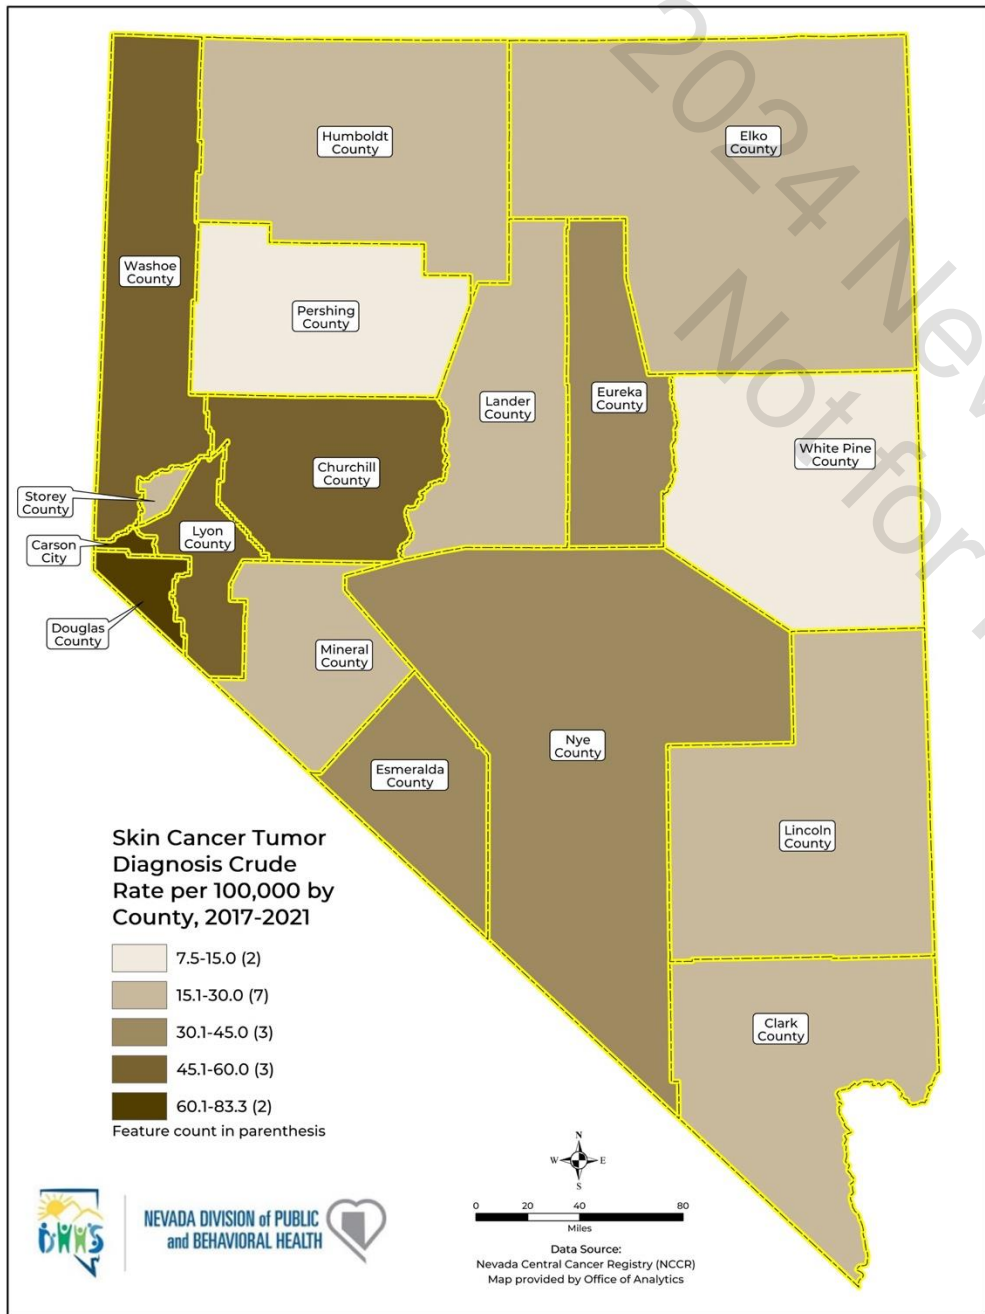 2024 Nev
Not for
Humboldt
County
Elko
County
Washoe
County
Pershing
County
Lander
County
Eureka
County
White Pine
County
Churchill
County
Storey
County
Lyon
County
Carson
City
Douglas
County
Mineral
County
Nye
County
Esmeralda
County
Lincoln
County
Clark
County
Skin Cancer Tumor
Diagnosis Crude
Rate per 100,000 by
County, 2017-2021
7.5-15.0 (2)
15.1-30.0 (7)
30.1-45.0 (3)
45.1-60.0 (3)
60.1-83.3 (2)
Feature count in parenthesis
N
W E
S
0 20 40 80
Miles
Data Source:
Nevada Central Cancer Registry (NCCR)
Map provided by Office of Analytics
DHHS
NEVADA DIVISION of PUBLIC
and BEHAVIORAL HEALTH